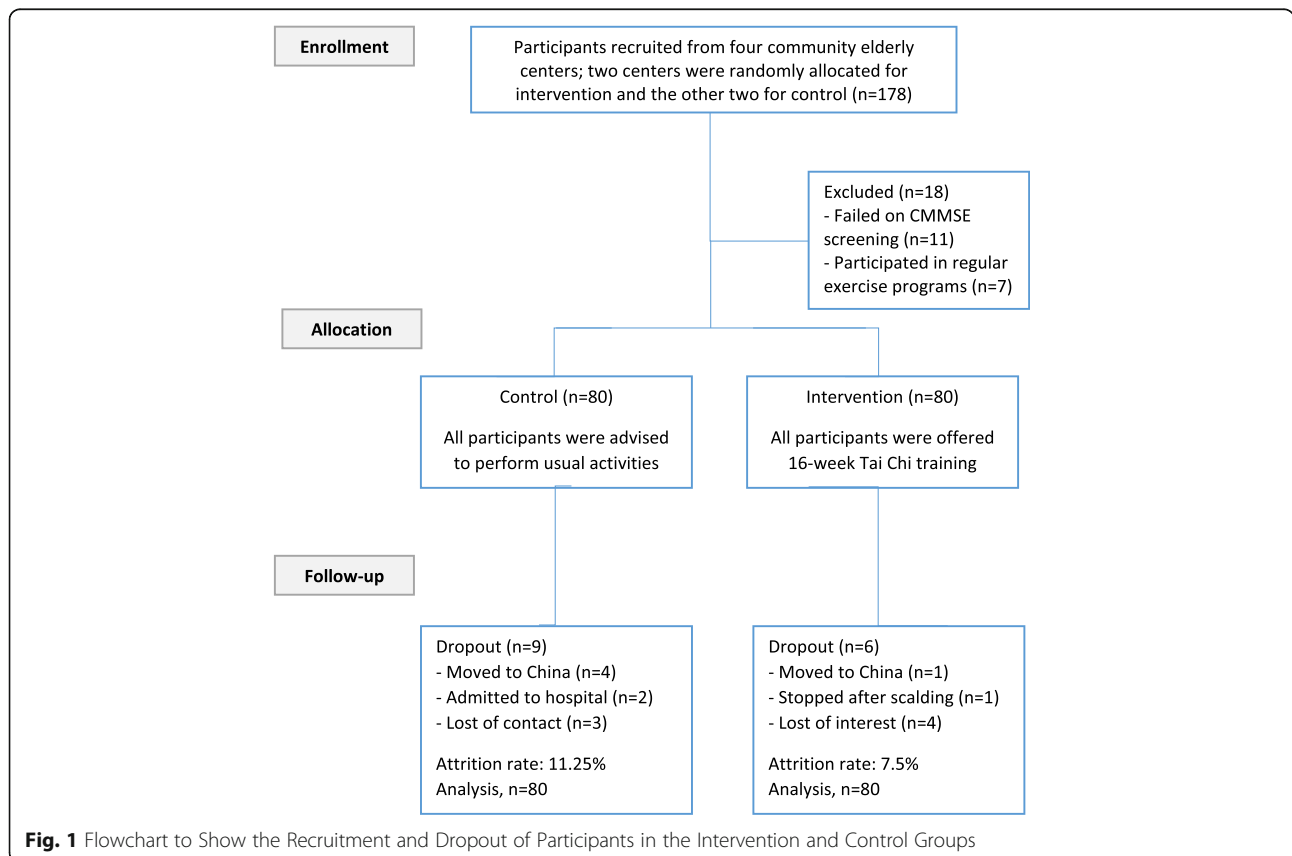 Enrollment
Participants recruited from four community elderly
centers; two centers were randomly allocated for
intervention and the other two for control (n=178)
Excluded (n=18)
- Failed on CMMSE
screening (n=11)
- Participated in regular
exercise programs (n=7)
Allocation
Control (n=80)
All participants were advised
to perform usual activities
Intervention (n=80)
All participants were offered
16-week Tai Chi training
Follow-up
Dropout (n=9)
- Moved to China (n=4)
- Admitted to hospital (n=2)
- Lost of contact (n=3)
Attrition rate: 11.25%
Analysis, n=80
Dropout (n=6)
- Moved to China (n=1)
- Stopped after scalding (n=1)
- Lost of interest (n=4)
Attrition rate: 7.5%
Analysis, n=80
Fig. 1 Flowchart to Show the Recruitment and Dropout of Participants in the Intervention and Control Groups